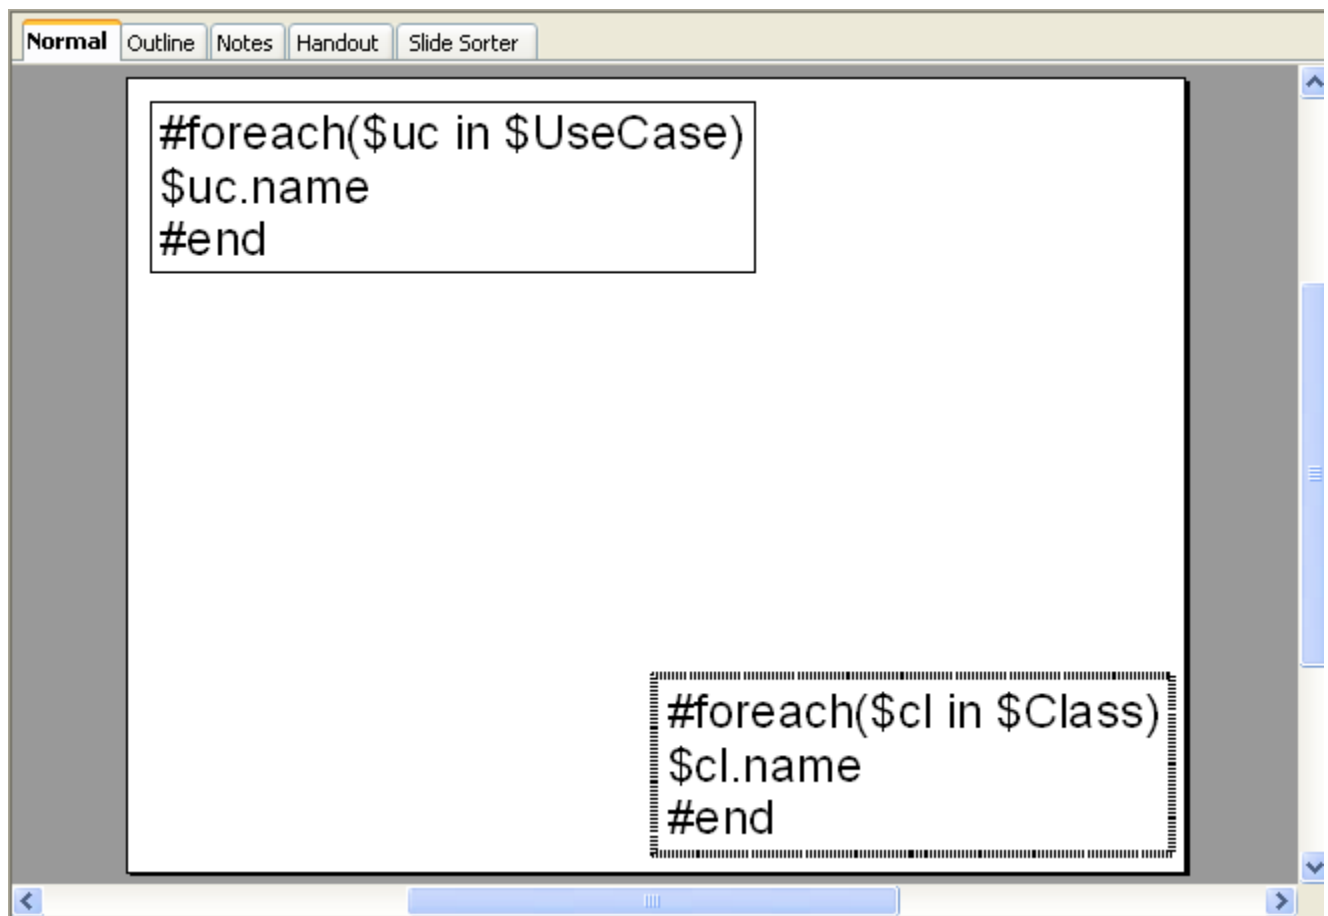 Normal Outline Notes Handout Slide Sorter
#foreach($uc in $UseCase)
$uc.name
#end
#foreach($cl in $Class)
$cl.name
#end